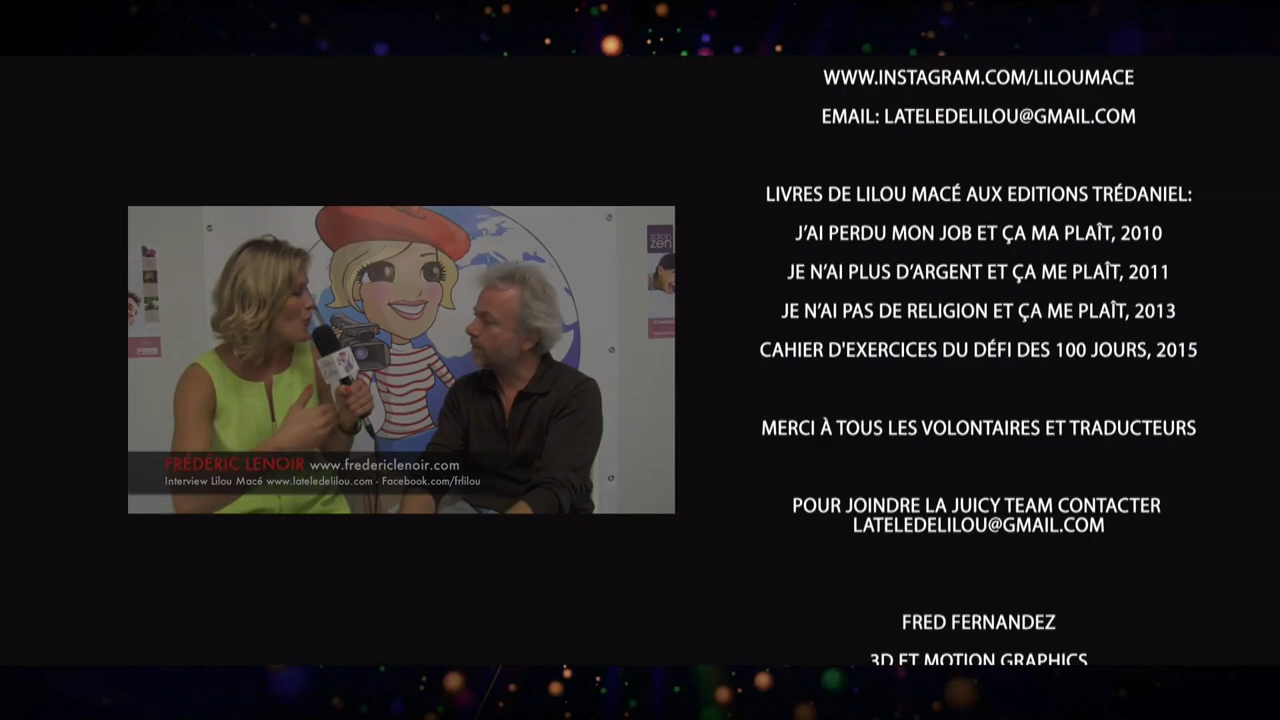 WWW.INSTAGRAM.COM/LILOUMACE
EMAIL: LATELEDELILOU@GMAIL.COM
LIVRES DE LILOU MACÉ AUX EDITIONS TRÉDANIEL:
J'AI PERDU MON JOB ET ÇA MA PLAÎT, 2010
JE N'AI PLUS D'ARGENT ET ÇA ME PLAÎT, 2011
JE N'AI PAS DE RELIGION ET ÇA ME PLAÎT, 2013
CAHIER D'EXERCICES DU DÉFI DES 100 JOURS, 2015
MERCI À TOUS LES VOLONTAIRES ET TRADUCTEURS
POUR JOINDRE LA JUICY TEAM CONTACTER
LATELEDELILOU@GMAIL.COM
FRED FERNANDEZ
3D ET MOTION GRAPHICS
salon
zen
FRÉDÉRIC LENOIR www.fredericlenoir.com
Interview Lilou Macé www.lateledelilou.com - Facebook.com/frlilou